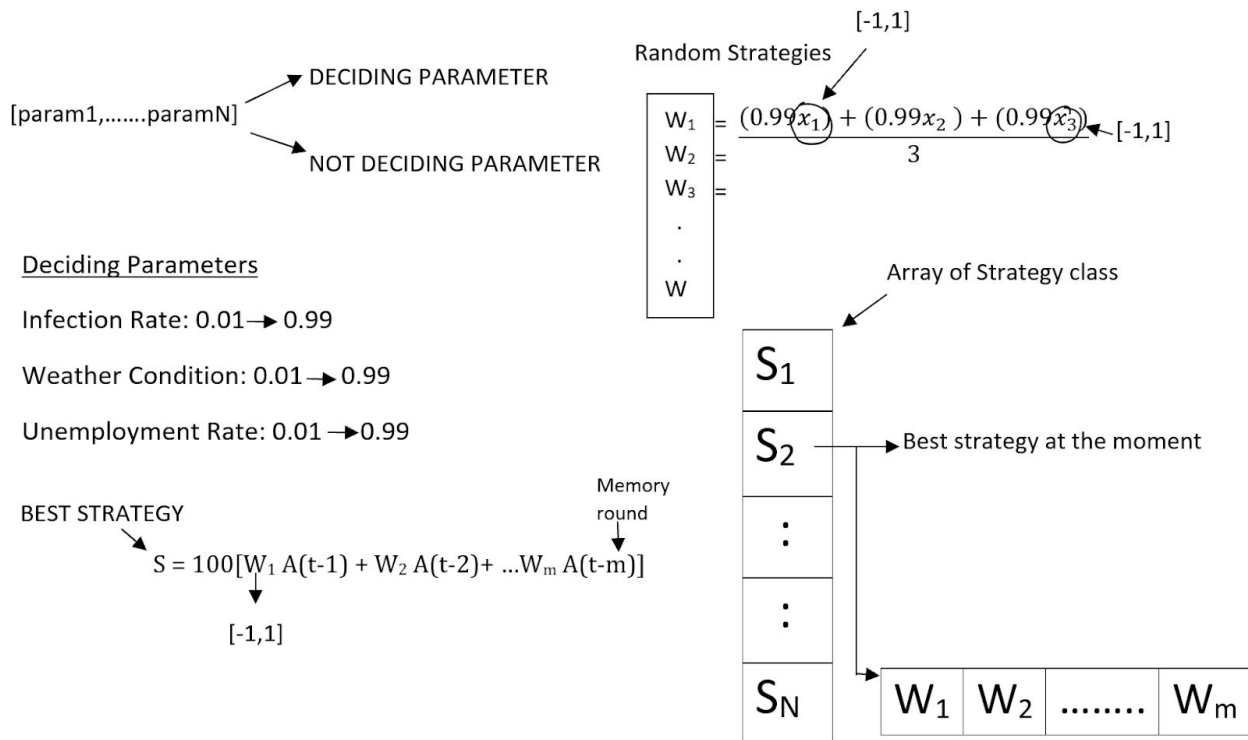 [-1,1]
Random Strategies
DECIDING PARAMETER
[param1,…….paramN]
NOT DECIDING PARAMETER
W₁ = (0.99x₁) + (0.99x₂ ) + (0.99x₃)
[-1,1]
3
W₂ =
W₃ =
.
.
W
Deciding Parameters
Infection Rate: 0.01 → 0.99
Weather Condition: 0.01 → 0.99
Unemployment Rate: 0.01 → 0.99
BEST STRATEGY
Memory
round
S = 100[W₁ A(t-1) + W₂ A(t-2)+ …Wₘ A(t-m)]
[-1,1]
Array of Strategy class
S₁
S₂
Best strategy at the moment
:
:
S_N
W₁ W₂ …….. Wₘ